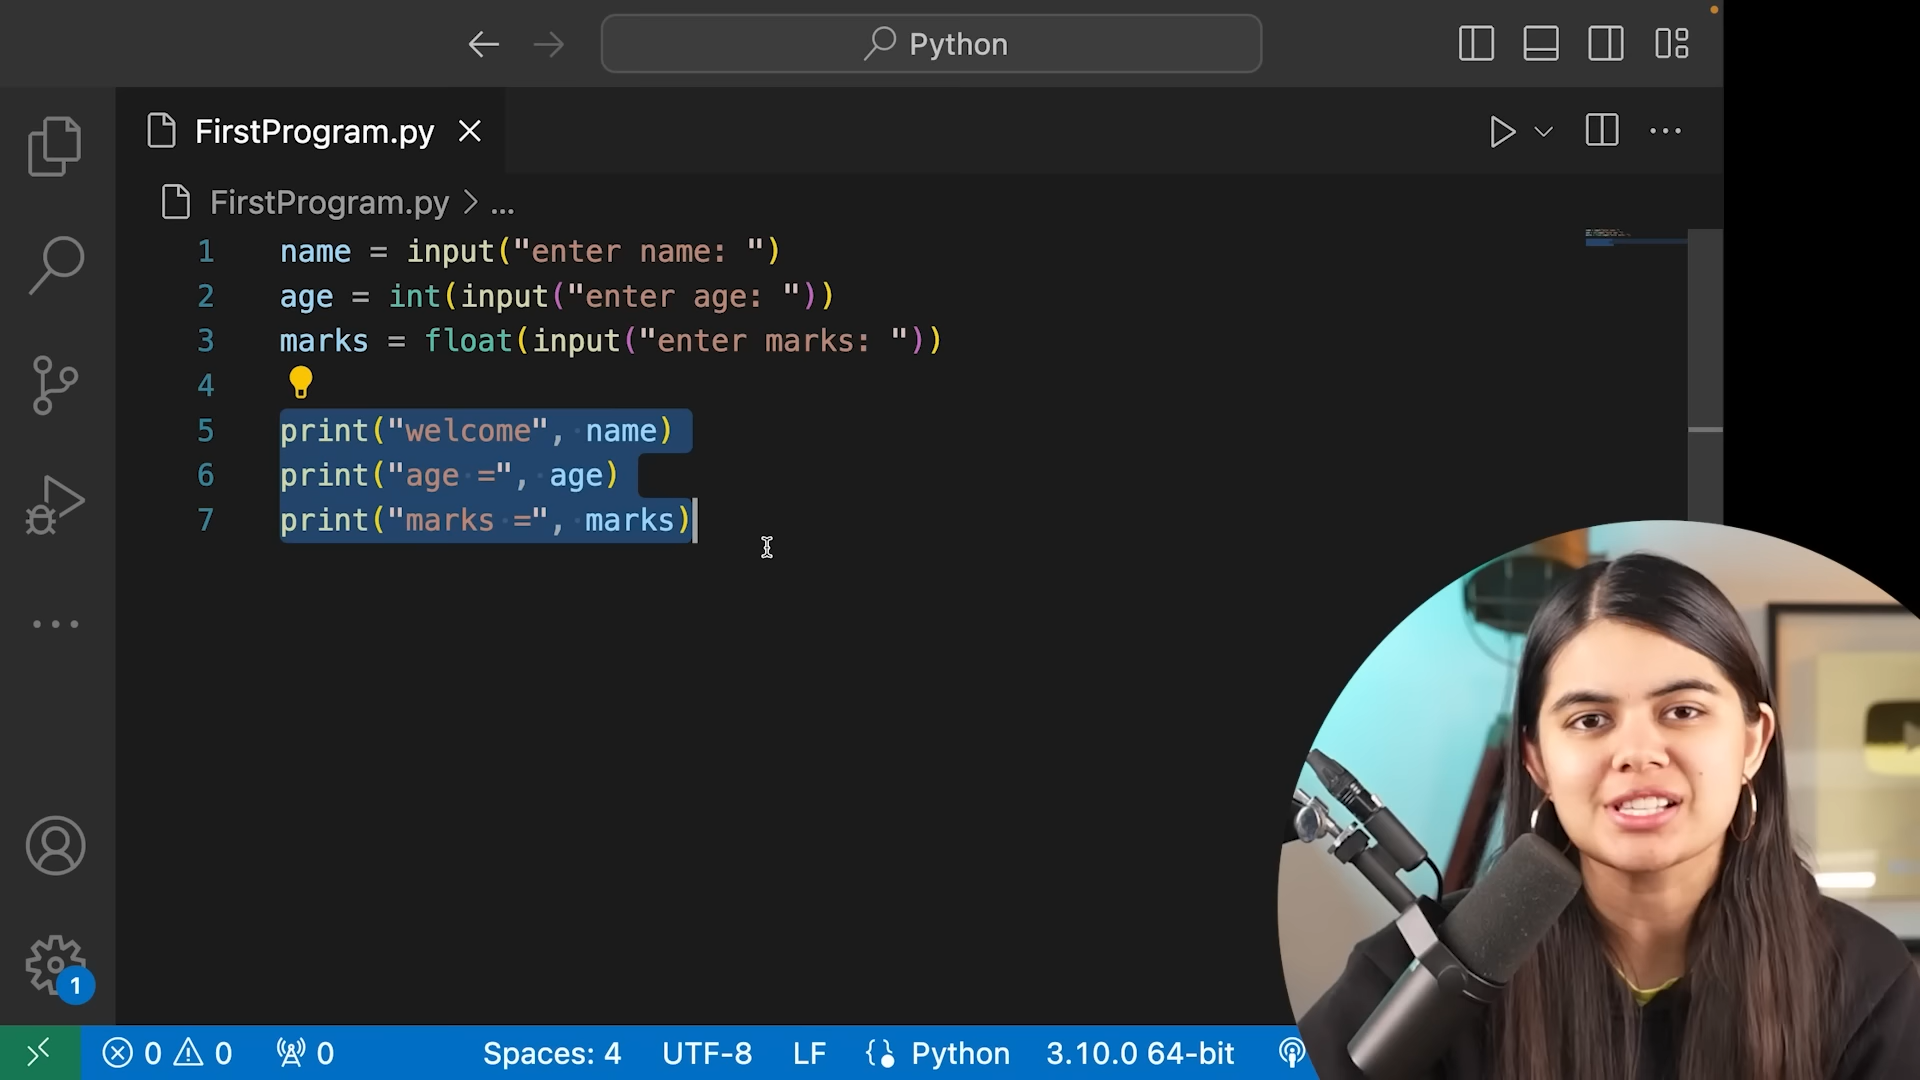 Python
FirstProgram.py
FirstProgram.py > ...
1 name = input("enter name: ")
2 age = int(input("enter age: "))
3 marks = float(input("enter marks: "))
4
5 print("welcome", name)
6 print("age =", age)
7 print("marks =", marks)
1
0 0 0 Spaces: 4 UTF-8 LF Python 3.10.0 64-bit